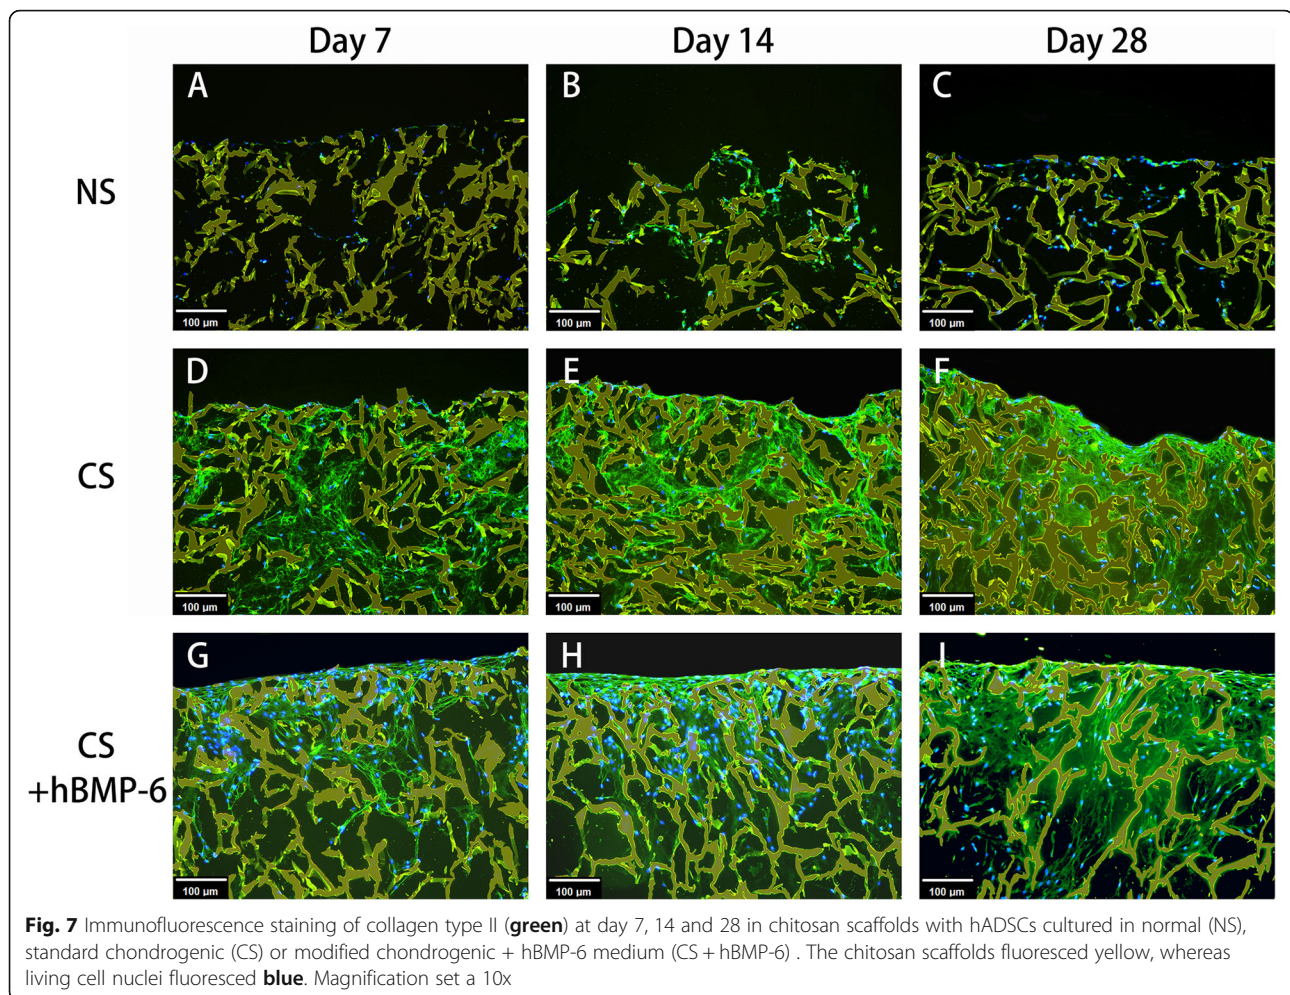 Day 7 Day 14 Day 28
NS
A B C
100 µm 100 µm 100 µm
CS
D E F
100 µm 100 µm 100 µm
CS
+hBMP-6
G H I
100 µm 100 µm 100 µm
Fig. 7 Immunofluorescence staining of collagen type II (green) at day 7, 14 and 28 in chitosan scaffolds with hADSCs cultured in normal (NS),
standard chondrogenic (CS) or modified chondrogenic + hBMP-6 medium (CS + hBMP-6) . The chitosan scaffolds fluoresced yellow, whereas
living cell nuclei fluoresced blue. Magnification set a 10x